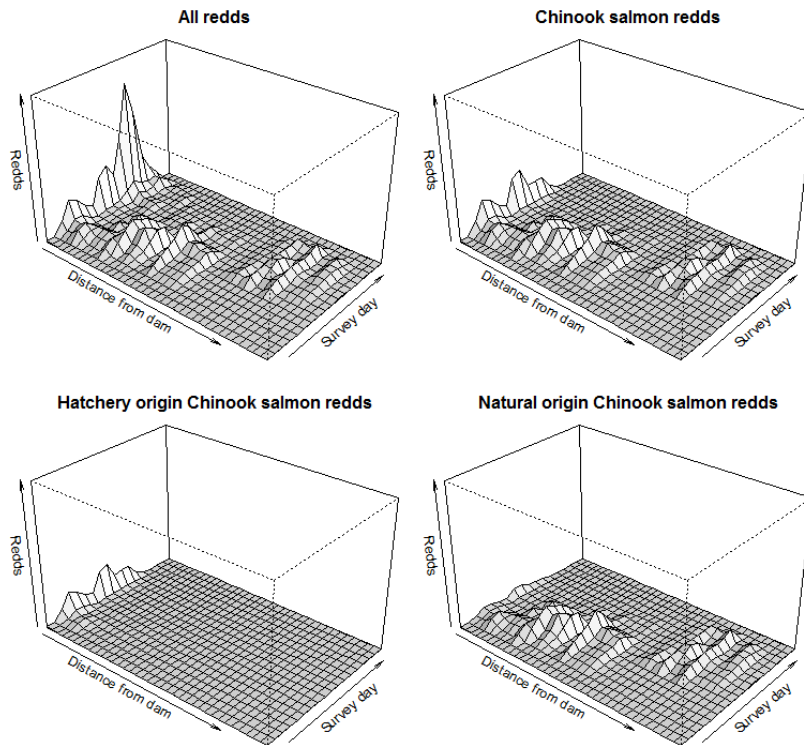 All redds
Redds
Distance from dam
Survey day
Chinook salmon redds
Redds
Distance from dam
Survey day
Hatchery origin Chinook salmon redds
Redds
Distance from dam
Survey day
Natural origin Chinook salmon redds
Redds
Distance from dam
Survey day